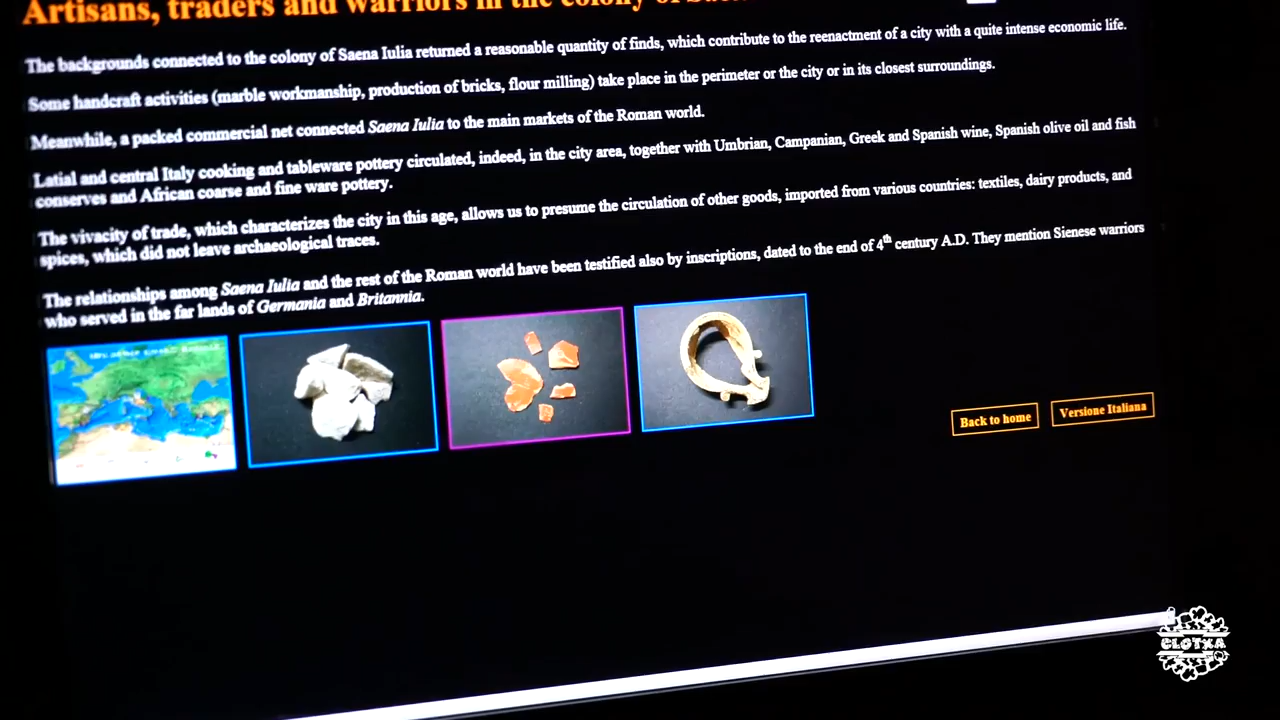 Artisans, traders and warriors in the colony of
The backgrounds connected to the colony of Saena Iulia returned a reasonable quantity of finds, which contribute to the reenactment of a city with a quite intense economic life.
Some handcraft activities (marble workmanship, production of bricks, flour milling) take place in the perimeter or the city or in its closest surroundings.
Meanwhile, a packed commercial net connected Saena Iulia to the main markets of the Roman world.
Latial and central Italy cooking and tableware pottery circulated, indeed, in the city area, together with Umbrian, Campanian, Greek and Spanish wine, Spanish olive oil and fish
conserves and African coarse and fine ware pottery.
The vivacity of trade, which characterizes the city in this age, allows us to presume the circulation of other goods, imported from various countries: textiles, dairy products, and
spices, which did not leave archaeological traces.
The relationships among Saena Iulia and the rest of the Roman world have been testified also by inscriptions, dated to the end of 4th century A.D. They mention Sienese warriors
who served in the far lands of Germania and Britannia.
Back to home
Versione Italiana
CLOTXA